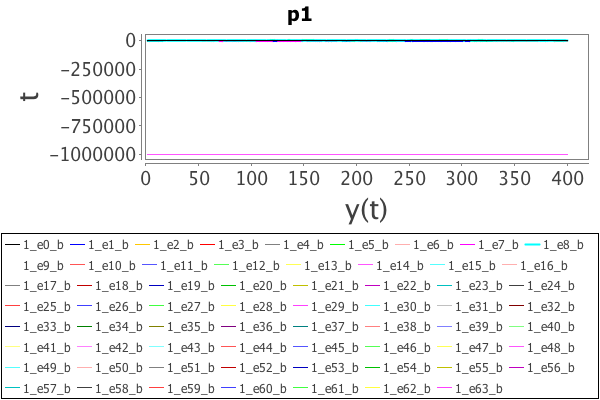 p1
0
−250000
−500000
−750000
−1000000
t
0 50 100 150 200 250 300 350 400
y(t)
1_e0_b 1_e1_b 1_e2_b 1_e3_b 1_e4_b 1_e5_b 1_e6_b 1_e7_b 1_e8_b
1_e9_b 1_e10_b 1_e11_b 1_e12_b 1_e13_b 1_e14_b 1_e15_b 1_e16_b
1_e17_b 1_e18_b 1_e19_b 1_e20_b 1_e21_b 1_e22_b 1_e23_b 1_e24_b
1_e25_b 1_e26_b 1_e27_b 1_e28_b 1_e29_b 1_e30_b 1_e31_b 1_e32_b
1_e33_b 1_e34_b 1_e35_b 1_e36_b 1_e37_b 1_e38_b 1_e39_b 1_e40_b
1_e41_b 1_e42_b 1_e43_b 1_e44_b 1_e45_b 1_e46_b 1_e47_b 1_e48_b
1_e49_b 1_e50_b 1_e51_b 1_e52_b 1_e53_b 1_e54_b 1_e55_b 1_e56_b
1_e57_b 1_e58_b 1_e59_b 1_e60_b 1_e61_b 1_e62_b 1_e63_b